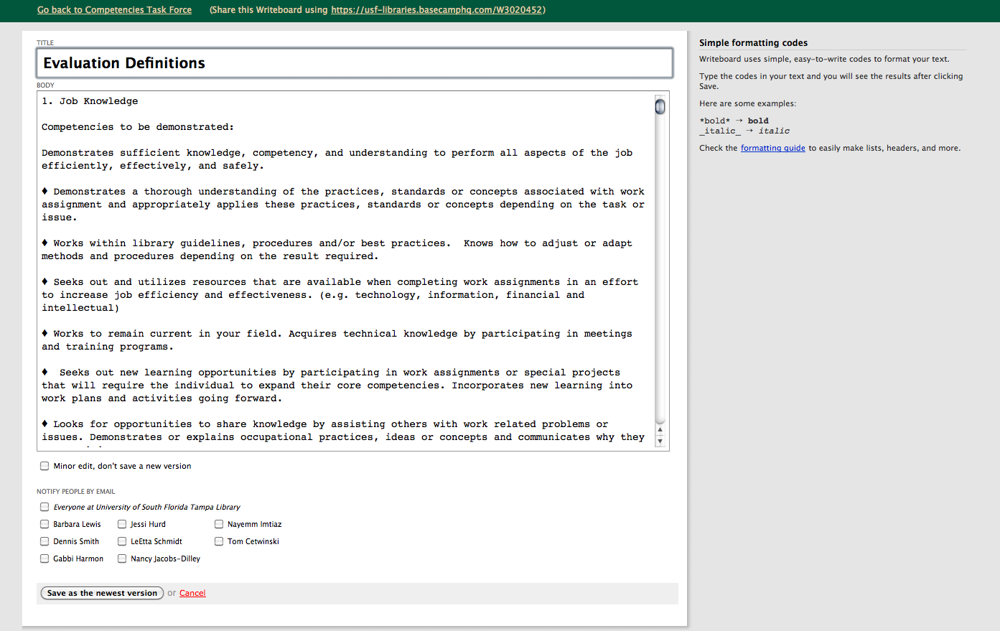 Go back to Competencies Task Force (Share this Writeboard using https://usf-libraries.basecamphq.com/W3020452)
TITLE
Evaluation Definitions
BODY
1. Job Knowledge
Competencies to be demonstrated:
Demonstrates sufficient knowledge, competency, and understanding to perform all aspects of the job
efficiently, effectively, and safely.
♦ Demonstrates a thorough understanding of the practices, standards or concepts associated with work
assignment and appropriately applies these practices, standards or concepts depending on the task or
issue.
♦ Works within library guidelines, procedures and/or best practices.  Knows how to adjust or adapt
methods and procedures depending on the result required.
♦ Seeks out and utilizes resources that are available when completing work assignments in an effort
to increase job efficiency and effectiveness. (e.g. technology, information, financial and
intellectual)
♦ Works to remain current in your field. Acquires technical knowledge by participating in meetings
and training programs.
♦  Seeks out new learning opportunities by participating in work assignments or special projects
that will require the individual to expand their core competencies. Incorporates new learning into
work plans and activities going forward.
♦ Looks for opportunities to share knowledge by assisting others with work related problems or
issues. Demonstrates or explains occupational practices, ideas or concepts and communicates why they
Minor edit, don't save a new version
NOTIFY PEOPLE BY EMAIL
Everyone at University of South Florida Tampa Library
Barbara Lewis Jessi Hurd Nayemm Imtiaz
Dennis Smith LeEtta Schmidt Tom Cetwinski
Gabbi Harmon Nancy Jacobs-Dilley
Save as the newest version or Cancel
Simple formatting codes
Writeboard uses simple, easy-to-write codes to format your text.
Type the codes in your text and you will see the results after clicking
Save.
Here are some examples:
*bold* → bold
_italic_ → italic
Check the formatting guide to easily make lists, headers, and more.